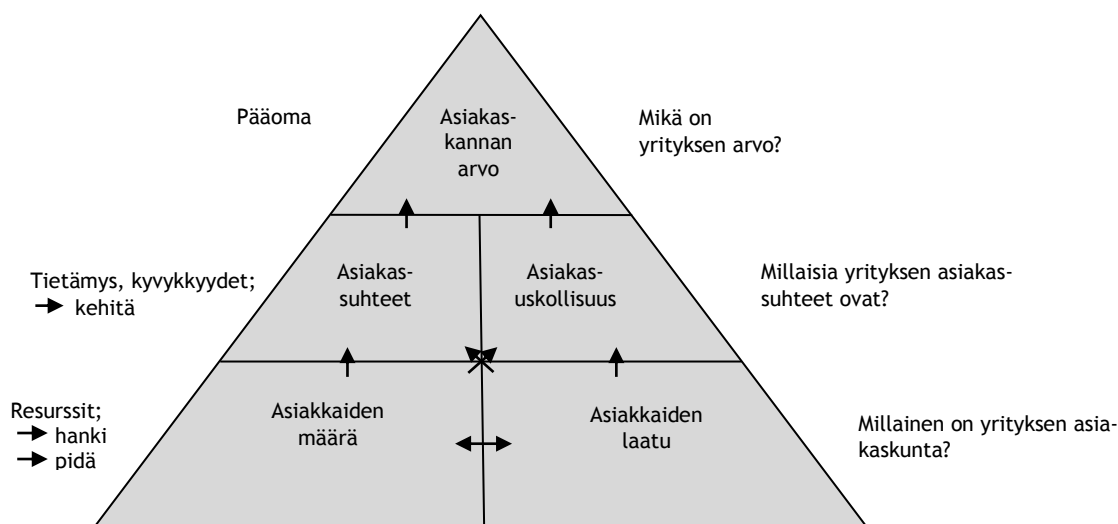 Pääoma
Asiakas-
kannan
arvo
Mikä on
yrityksen arvo?
Tietämys, kyvykkyydet;
kehitä
Asiakas-
suhteet
Asiakas-
uskollisuus
Millaisia yrityksen asiakas-
suhteet ovat?
Resurssit;
hanki
pidä
Asiakkaiden
määrä
Asiakkaiden
laatu
Millainen on yrityksen asia-
kaskunta?